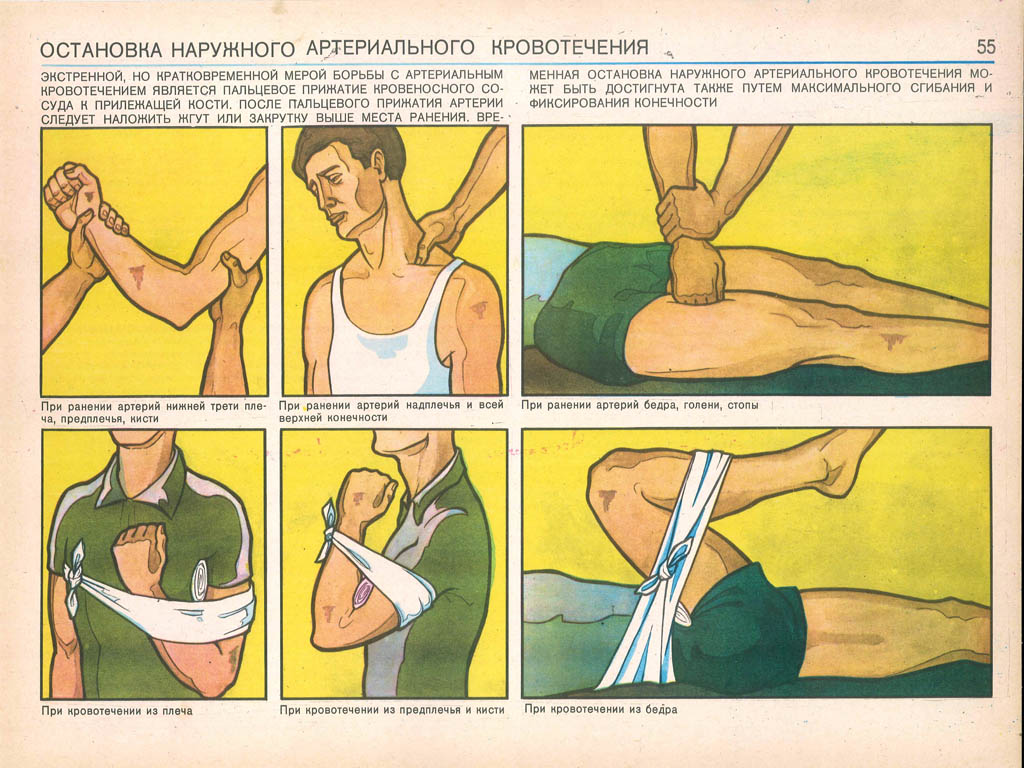 ОСТАНОВКА НАРУЖНОГО АРТЕРИАЛЬНОГО КРОВОТЕЧЕНИЯ
55
ЭКСТРЕННОЙ, НО КРАТКОВРЕМЕННОЙ МЕРОЙ БОРЬБЫ С АРТЕРИАЛЬНЫМ
КРОВОТЕЧЕНИЕМ ЯВЛЯЕТСЯ ПАЛЬЦЕВОЕ ПРИЖАТИЕ КРОВЕНОСНОГО СО-
СУДА К ПРИЛЕЖАЩЕЙ КОСТИ. ПОСЛЕ ПАЛЬЦЕВОГО ПРИЖАТИЯ АРТЕРИИ
СЛЕДУЕТ НАЛОЖИТЬ ЖГУТ ИЛИ ЗАКРУТКУ ВЫШЕ МЕСТА РАНЕНИЯ. ВРЕ-
МЕННАЯ ОСТАНОВКА НАРУЖНОГО АРТЕРИАЛЬНОГО КРОВОТЕЧЕНИЯ МО-
ЖЕТ БЫТЬ ДОСТИГНУТА ТАКЖЕ ПУТЕМ МАКСИМАЛЬНОГО СГИБАНИЯ И
ФИКСИРОВАНИЯ КОНЕЧНОСТИ
При ранении артерий нижней трети пле-
ча, предплечья, кисти
При ранении артерий надплечья и всей
верхней конечности
При ранении артерий бедра, голени, стопы
При кровотечении из плеча
При кровотечении из предплечья и кисти
При кровотечении из бедра